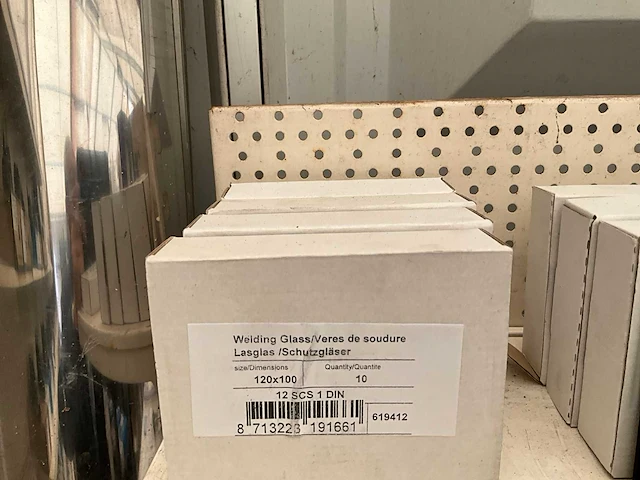 Welding Glass/Veres de soudure
Lasglas /Schutzgläser
size/Dimensions Quantity/Quantite
120x100 10
12 SCS 1 DIN
619412
8 713223 191661